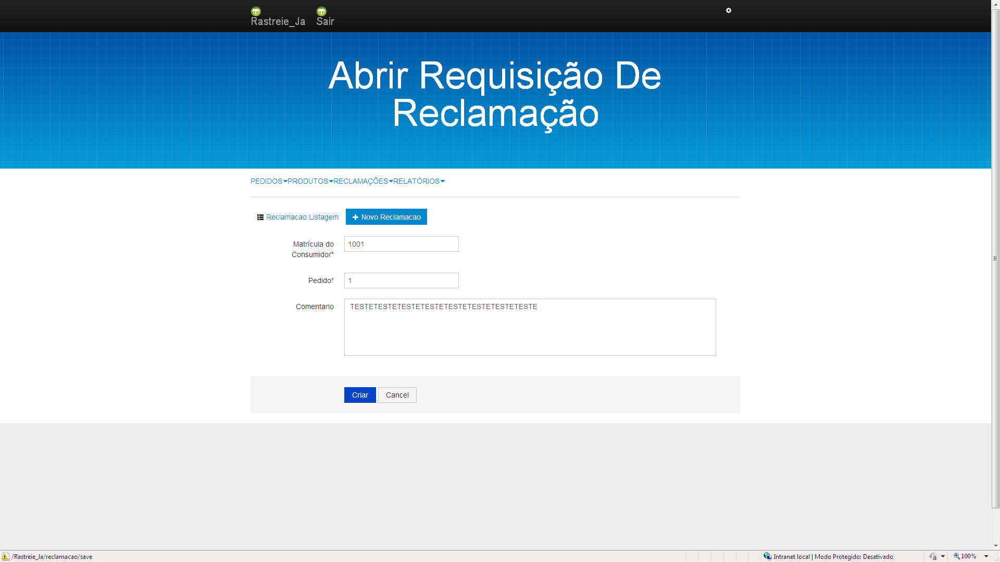 Rastreie_Ja Sair
Abrir Requisição De
Reclamação
PEDIDOS PRODUTOS RECLAMAÇÕES RELATÓRIOS
Reclamacao Listagem Novo Reclamacao
Matrícula do
Consumidor*
1001
Pedido* 1
Comentario TESTETESTETESTETESTETESTETESTETESTETESTE
Criar Cancel
/Rastreie_Ja/reclamacao/save Intranet local | Modo Protegido: Desativado 100%